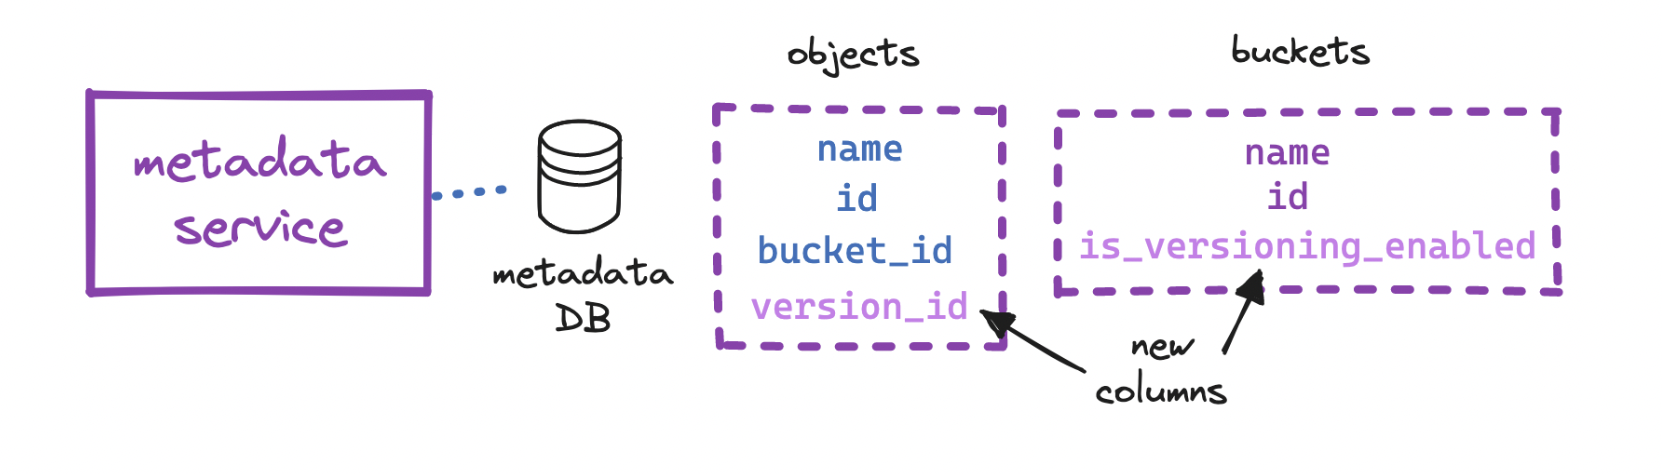 metadata
service
metadata
DB
objects
name
id
bucket_id
version_id
buckets
name
id
is_versioning_enabled
new
columns